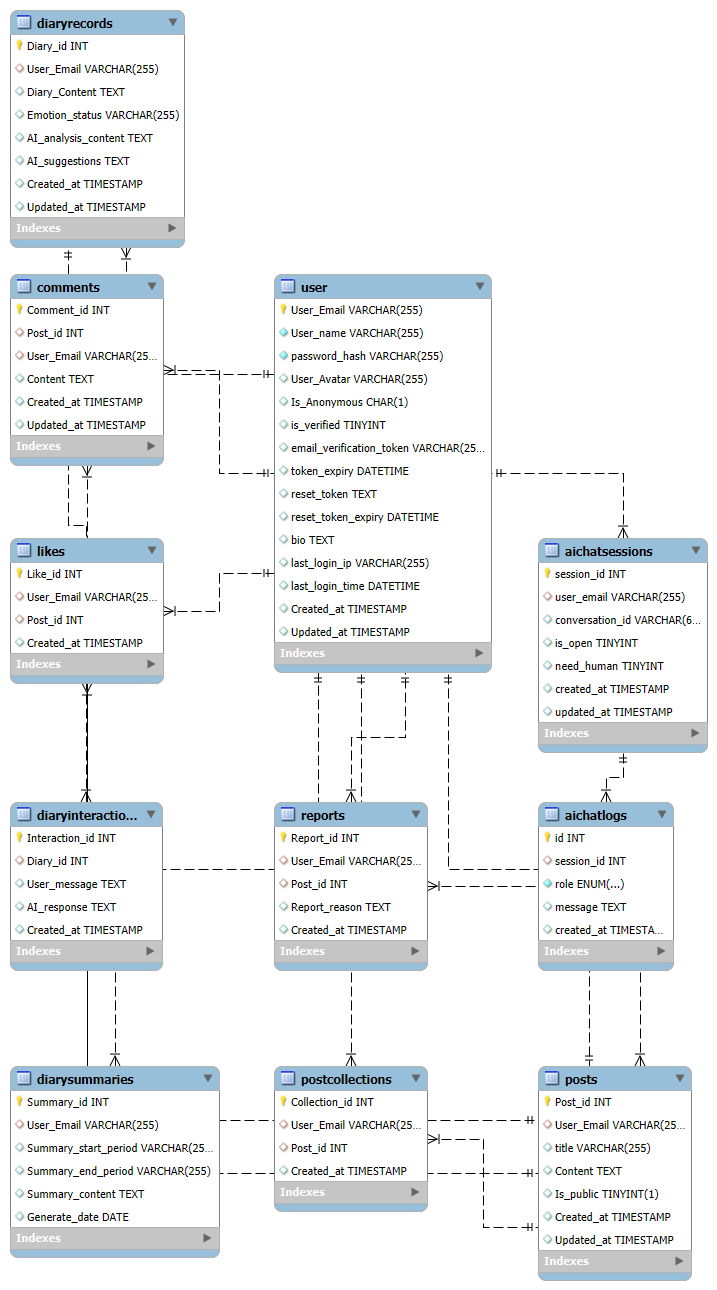 diaryrecords
Diary_id INT
User_Email VARCHAR(255)
Diary_Content TEXT
Emotion_status VARCHAR(255)
AI_analysis_content TEXT
AI_suggestions TEXT
Created_at TIMESTAMP
Updated_at TIMESTAMP
Indexes
comments
Comment_id INT
Post_id INT
User_Email VARCHAR(25...
Content TEXT
Created_at TIMESTAMP
Updated_at TIMESTAMP
Indexes
user
User_Email VARCHAR(255)
User_name VARCHAR(255)
password_hash VARCHAR(255)
User_Avatar VARCHAR(255)
Is_Anonymous CHAR(1)
is_verified TINYINT
email_verification_token VARCHAR(25...
token_expiry DATETIME
reset_token TEXT
reset_token_expiry DATETIME
bio TEXT
last_login_ip VARCHAR(255)
last_login_time DATETIME
Created_at TIMESTAMP
Updated_at TIMESTAMP
Indexes
likes
Like_id INT
User_Email VARCHAR(25...
Post_id INT
Created_at TIMESTAMP
Indexes
aichatsessions
session_id INT
user_email VARCHAR(255)
conversation_id VARCHAR(6...
is_open TINYINT
need_human TINYINT
created_at TIMESTAMP
updated_at TIMESTAMP
Indexes
diaryinteractio...
Interaction_id INT
Diary_id INT
User_message TEXT
AI_response TEXT
Created_at TIMESTAMP
Indexes
reports
Report_id INT
User_Email VARCHAR(25...
Post_id INT
Report_reason TEXT
Created_at TIMESTAMP
Indexes
aichatlogs
id INT
session_id INT
role ENUM(...)
message TEXT
created_at TIMESTA...
Indexes
diarysummaries
Summary_id INT
User_Email VARCHAR(255)
Summary_start_period VARCHAR(25...
Summary_end_period VARCHAR(255)
Summary_content TEXT
Generate_date DATE
Indexes
postcollections
Collection_id INT
User_Email VARCHAR(25...
Post_id INT
Created_at TIMESTAMP
Indexes
posts
Post_id INT
User_Email VARCHAR(25...
title VARCHAR(255)
Content TEXT
Is_public TINYINT(1)
Created_at TIMESTAMP
Updated_at TIMESTAMP
Indexes